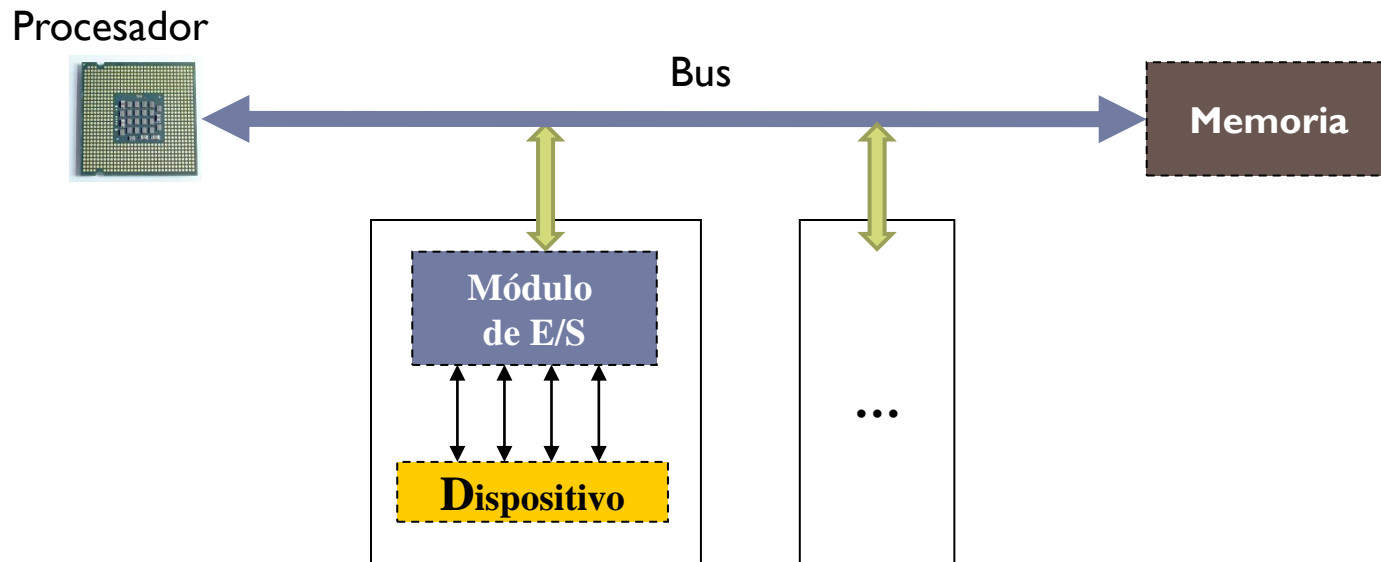 Procesador
Bus
Memoria
Módulo
de E/S
...
Dispositivo